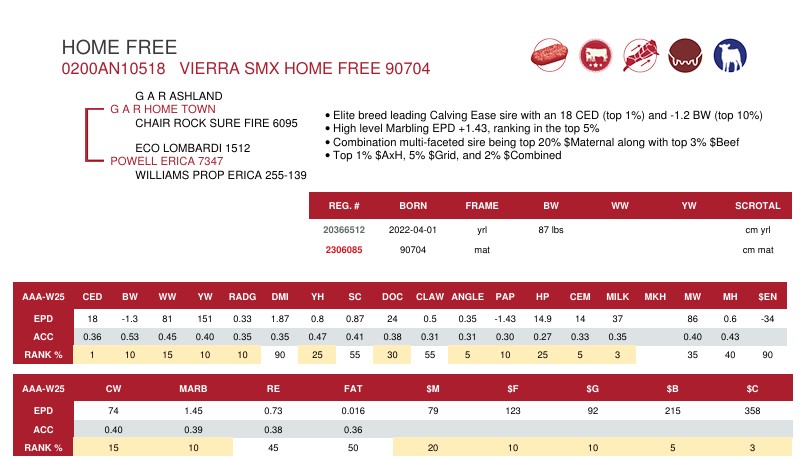 HOME FREE
0200AN10518 VIERRA SMX HOME FREE 90704
G A R ASHLAND
G A R HOME TOWN
CHAIR ROCK SURE FIRE 6095
ECO LOMBARDI 1512
POWELL ERICA 7347
WILLIAMS PROP ERICA 255-139
• Elite breed leading Calving Ease sire with an 18 CED (top 1%) and -1.2 BW (top 10%)
• High level Marbling EPD +1.43, ranking in the top 5%
• Combination multi-faceted sire being top 20% $Maternal along with top 3% $Beef
• Top 1% $AxH, 5% $Grid, and 2% $Combined
REG. # BORN FRAME BW WW YW SCROTAL
20366512 2022-04-01 yrl 87 lbs cm yrl
2306085 90704 mat cm mat
AAA-W25 CED BW WW YW RADG DMI YH SC DOC CLAW ANGLE PAP HP CEM MILK MKH MW MH $EN
EPD 18 -1.3 81 151 0.33 1.87 0.8 0.87 24 0.5 0.35 -1.43 14.9 14 37 86 0.6 -34
ACC 0.36 0.53 0.45 0.40 0.35 0.35 0.47 0.41 0.38 0.31 0.31 0.30 0.27 0.33 0.35 0.40 0.43
RANK % 1 10 15 10 10 90 25 55 30 55 5 10 25 5 3 35 40 90
AAA-W25 CW MARB RE FAT $M $F $G $B $C
EPD 74 1.45 0.73 0.016 79 123 92 215 358
ACC 0.40 0.39 0.38 0.36
RANK % 15 10 45 50 20 10 10 5 3